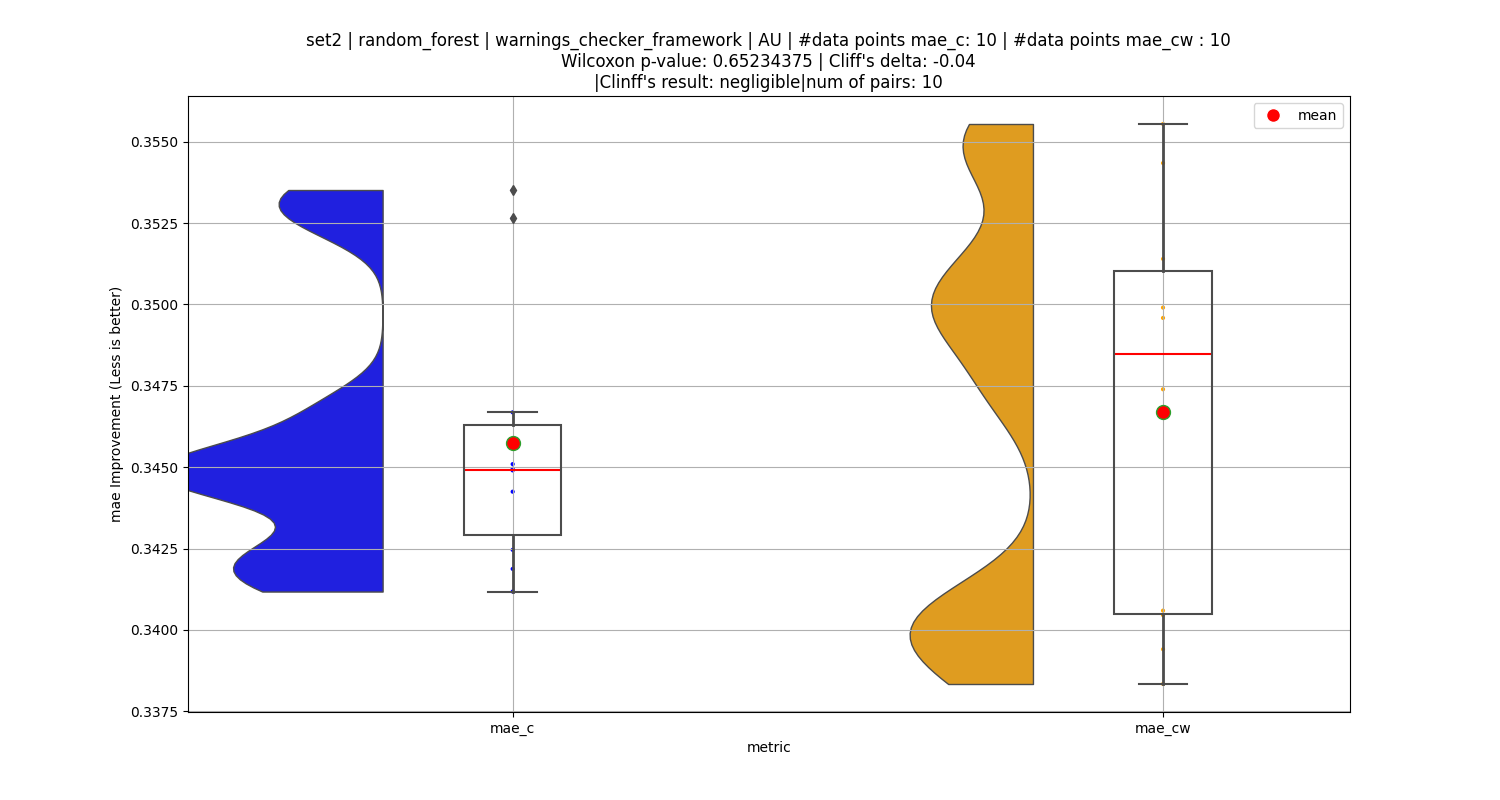 set2 | random_forest | warnings_checker_framework | AU | #data points mae_c: 10 | #data points mae_cw : 10
Wilcoxon p-value: 0.65234375 | Cliff's delta: -0.04
|Clinff's result: negligible|num of pairs: 10
mean
mae Improvement (Less is better)
0.3550
0.3525
0.3500
0.3475
0.3450
0.3425
0.3400
0.3375
mae_c
mae_cw
metric